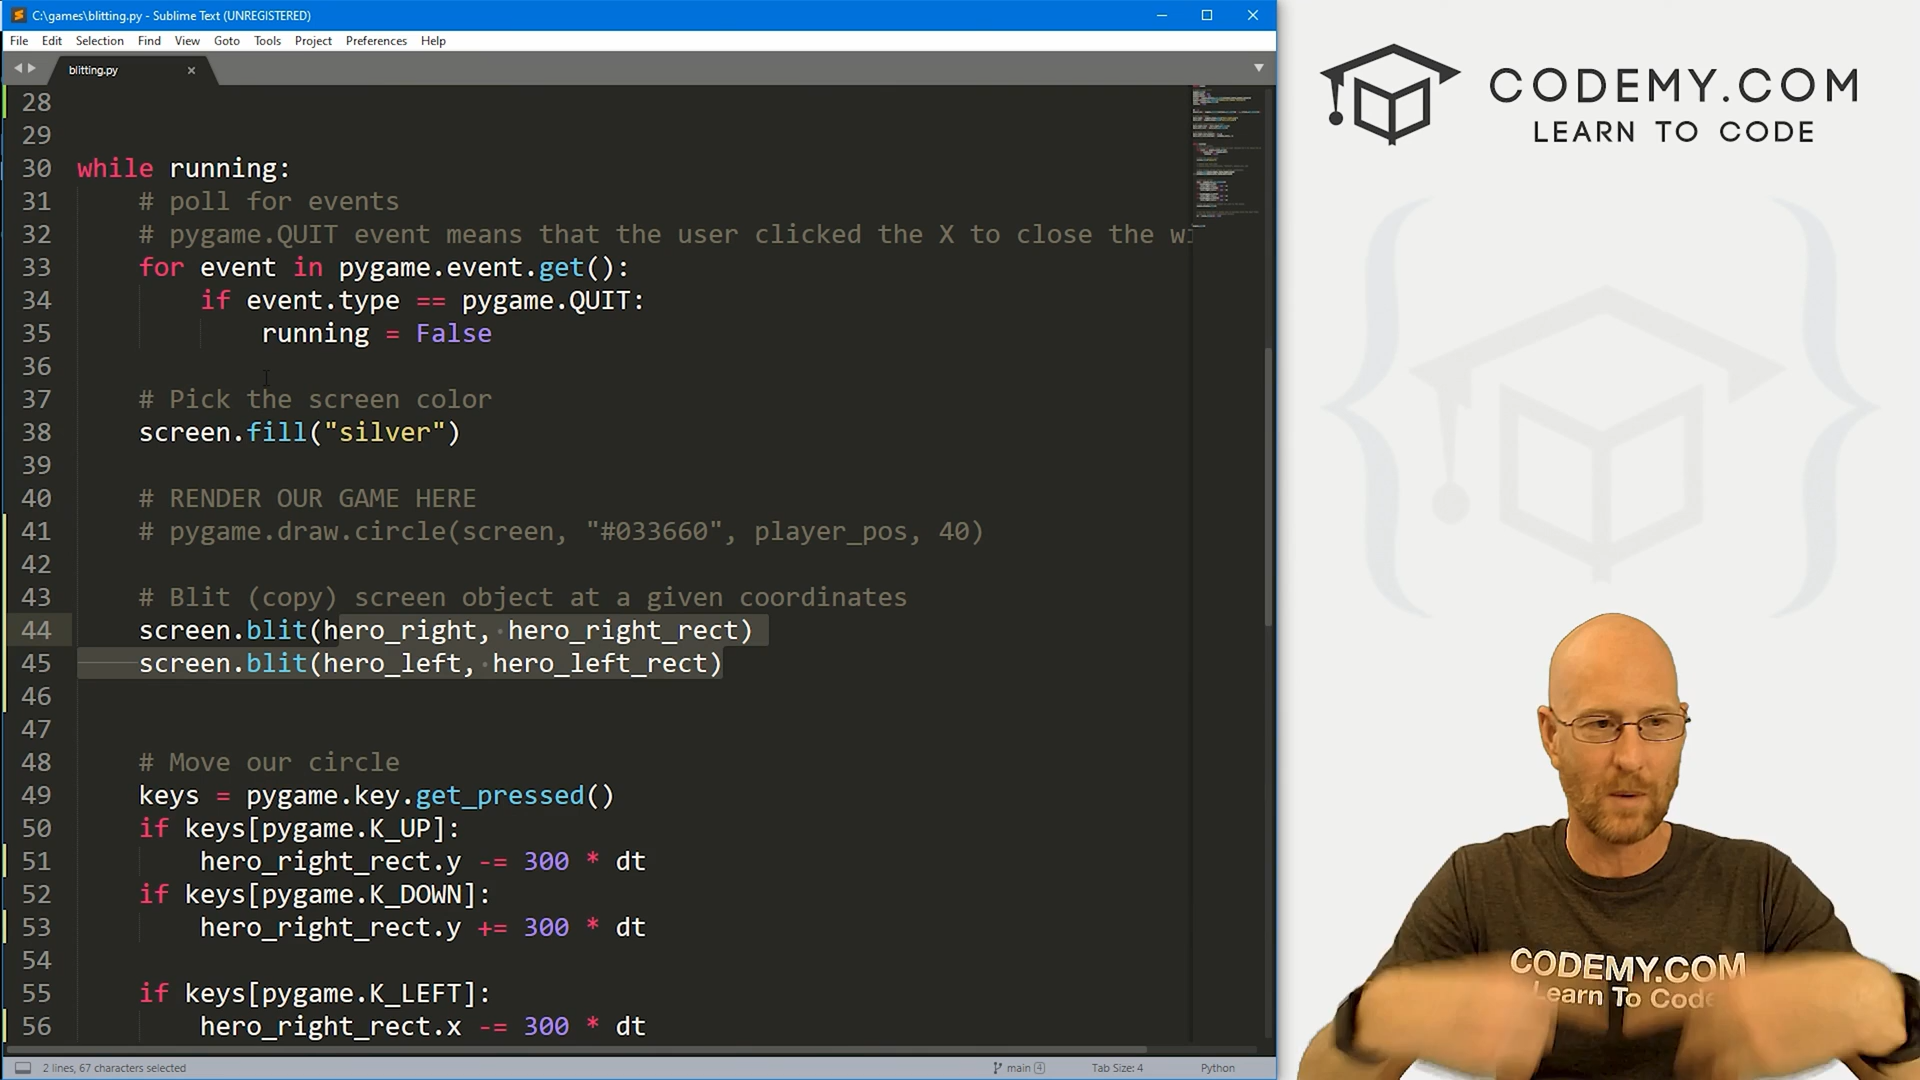 C:\games\blitting.py - Sublime Text (UNREGISTERED)
File Edit Selection Find View Goto Tools Project Preferences Help
blitting.py
28
29
30 while running:
31 # poll for events
32 # pygame.QUIT event means that the user clicked the X to close the wi
33 for event in pygame.event.get():
34 if event.type == pygame.QUIT:
35 running = False
36
37 # Pick the screen color
38 screen.fill("silver")
39
40 # RENDER OUR GAME HERE
41 # pygame.draw.circle(screen, "#033660", player_pos, 40)
42
43 # Blit (copy) screen object at a given coordinates
44 screen.blit(hero_right, hero_right_rect)
45 screen.blit(hero_left, hero_left_rect)
46
47
48 # Move our circle
49 keys = pygame.key.get_pressed()
50 if keys[pygame.K_UP]:
51 hero_right_rect.y -= 300 * dt
52 if keys[pygame.K_DOWN]:
53 hero_right_rect.y += 300 * dt
54
55 if keys[pygame.K_LEFT]:
56 hero_right_rect.x -= 300 * dt
2 lines, 67 characters selected
main 4
Tab Size: 4
Python
CODEMY.COM
LEARN TO CODE
CODEMY.COM
Learn To Code